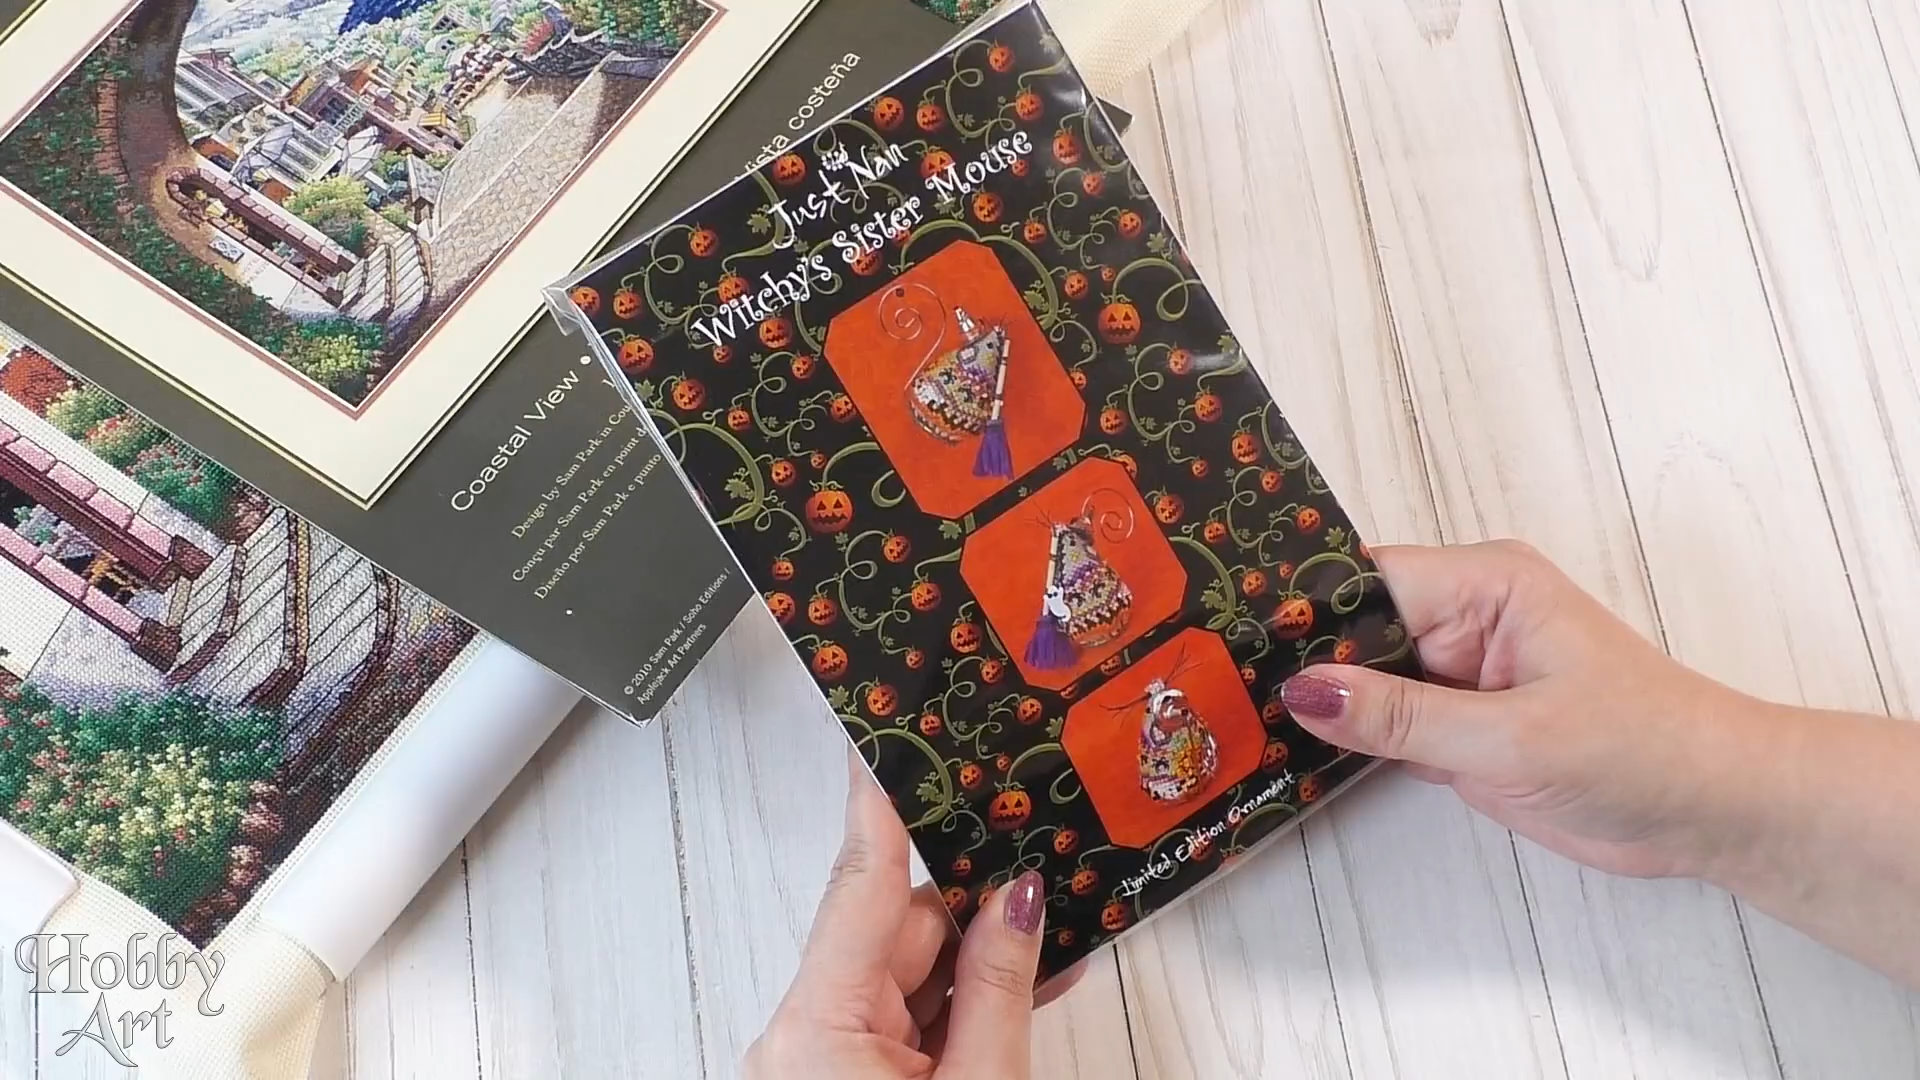 Just Nan
Witchy's Sister Mouse
Limited Edition Ornament
Vista costeña
Coastal View •
Design by Sam Park in
Conçu par Sam Park en point
Diseño por Sam Park e punto
© 2010 Sam Park / Soho Editions /
Applejack Art Partners
Hobby
Art